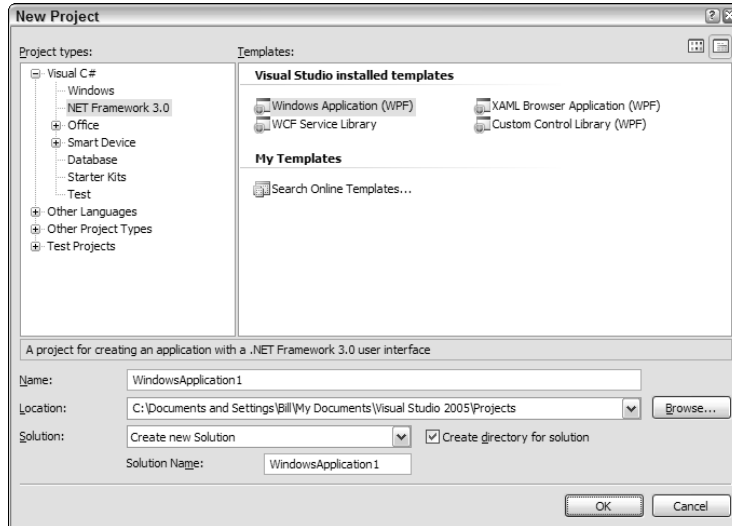 New Project
Project types:
Templates:
Visual C#
Windows
NET Framework 3.0
Office
Smart Device
Database
Starter Kits
Test
Other Languages
Other Project Types
Test Projects
Visual Studio installed templates
Windows Application (WPF)
XAML Browser Application (WPF)
WCF Service Library
Custom Control Library (WPF)
My Templates
Search Online Templates...
A project for creating an application with a .NET Framework 3.0 user interface
Name:
WindowsApplication1
Location:
C:\Documents and Settings\Bill\My Documents\Visual Studio 2005\Projects
Browse...
Solution:
Create new Solution
Create directory for solution
Solution Name:
WindowsApplication1
OK
Cancel